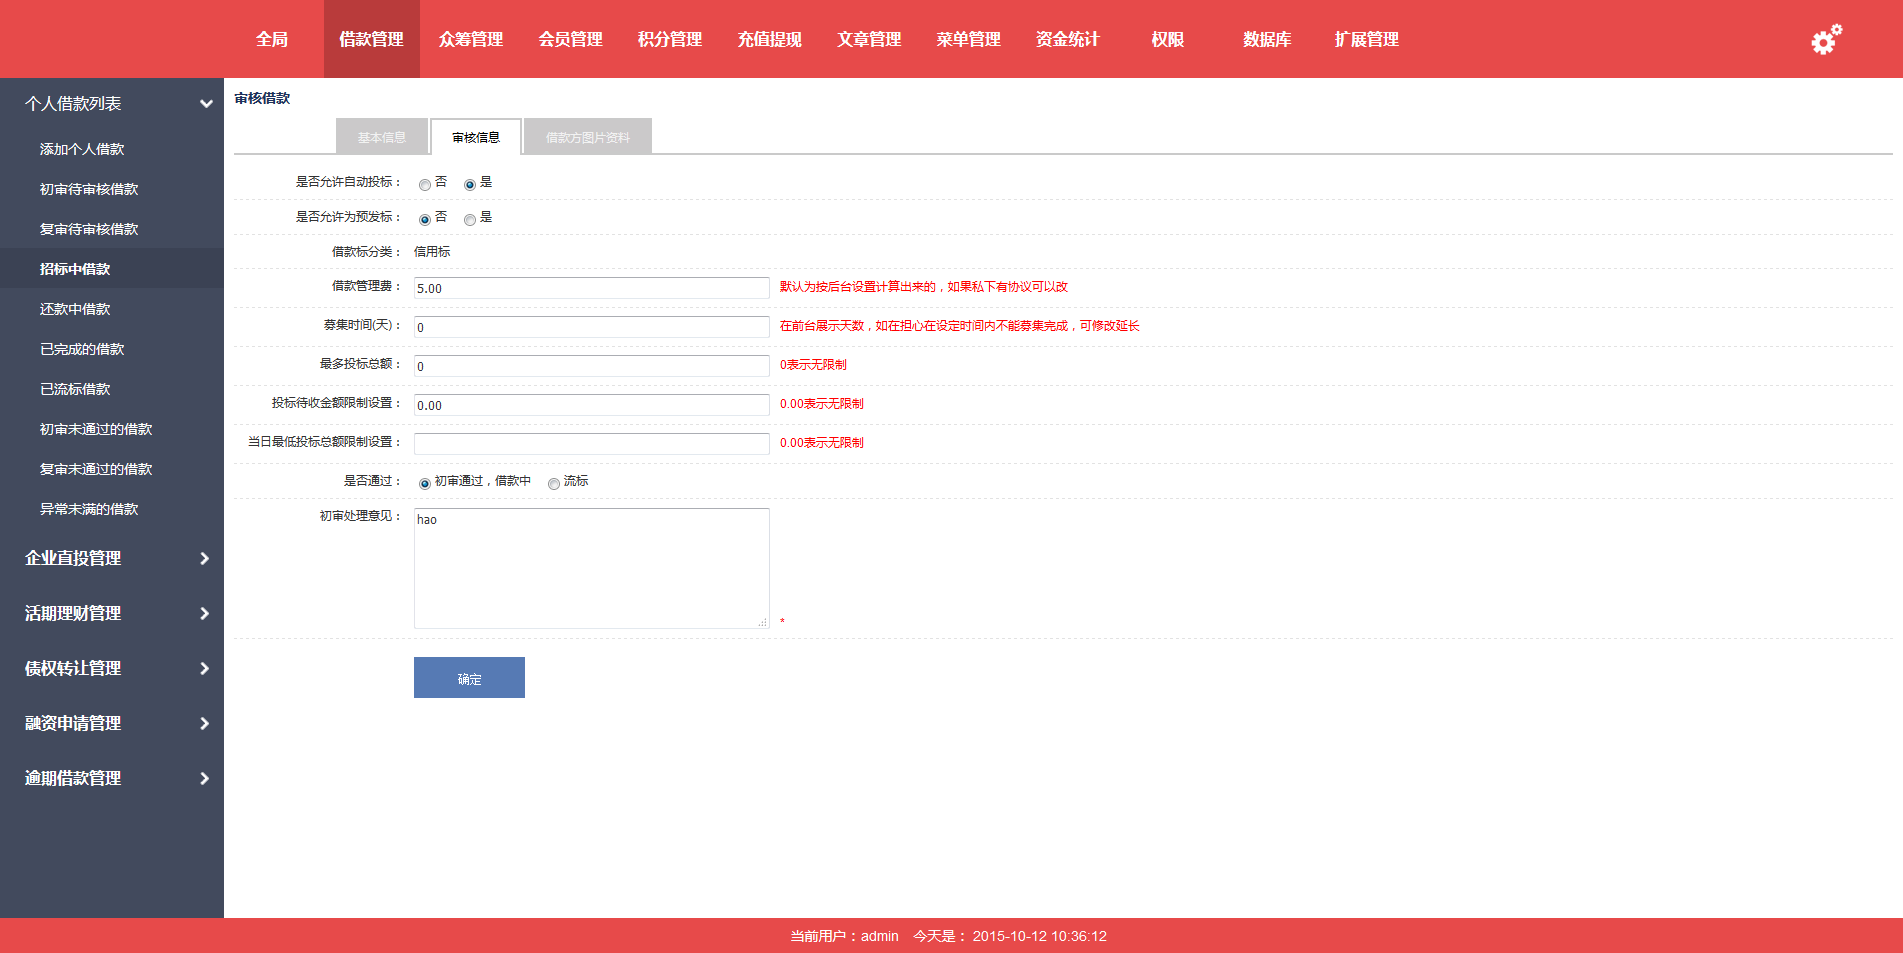 全局 借款管理 众筹管理 会员管理 积分管理 充值提现 文章管理 菜单管理 资金统计 权限 数据库 扩展管理
个人借款列表
添加个人借款
初审待审核借款
复审待审核借款
招标中借款
还款中借款
已完成的借款
已流标借款
初审未通过的借款
复审未通过的借款
异常未满的借款
企业直投管理
活期理财管理
债权转让管理
融资申请管理
逾期借款管理
审核借款
基本信息 审核信息 借款方图片资料
是否允许自动投标： 否 是
是否允许为预发标： 否 是
借款标分类： 信用标
借款管理费： 5.00 默认为按后台设置计算出来的，如果私下有协议可以改
募集时间(天)： 0 在前台展示天数，如在担心在设定时间内不能募集完成，可修改延长
最多投标总额： 0 0表示无限制
投标待收金额限制设置： 0.00 0.00表示无限制
当日最低投标总额限制设置： 0.00表示无限制
是否通过： 初审通过，借款中 流标
初审处理意见： hao
*
确定
当前用户：admin 今天是： 2015-10-12 10:36:12